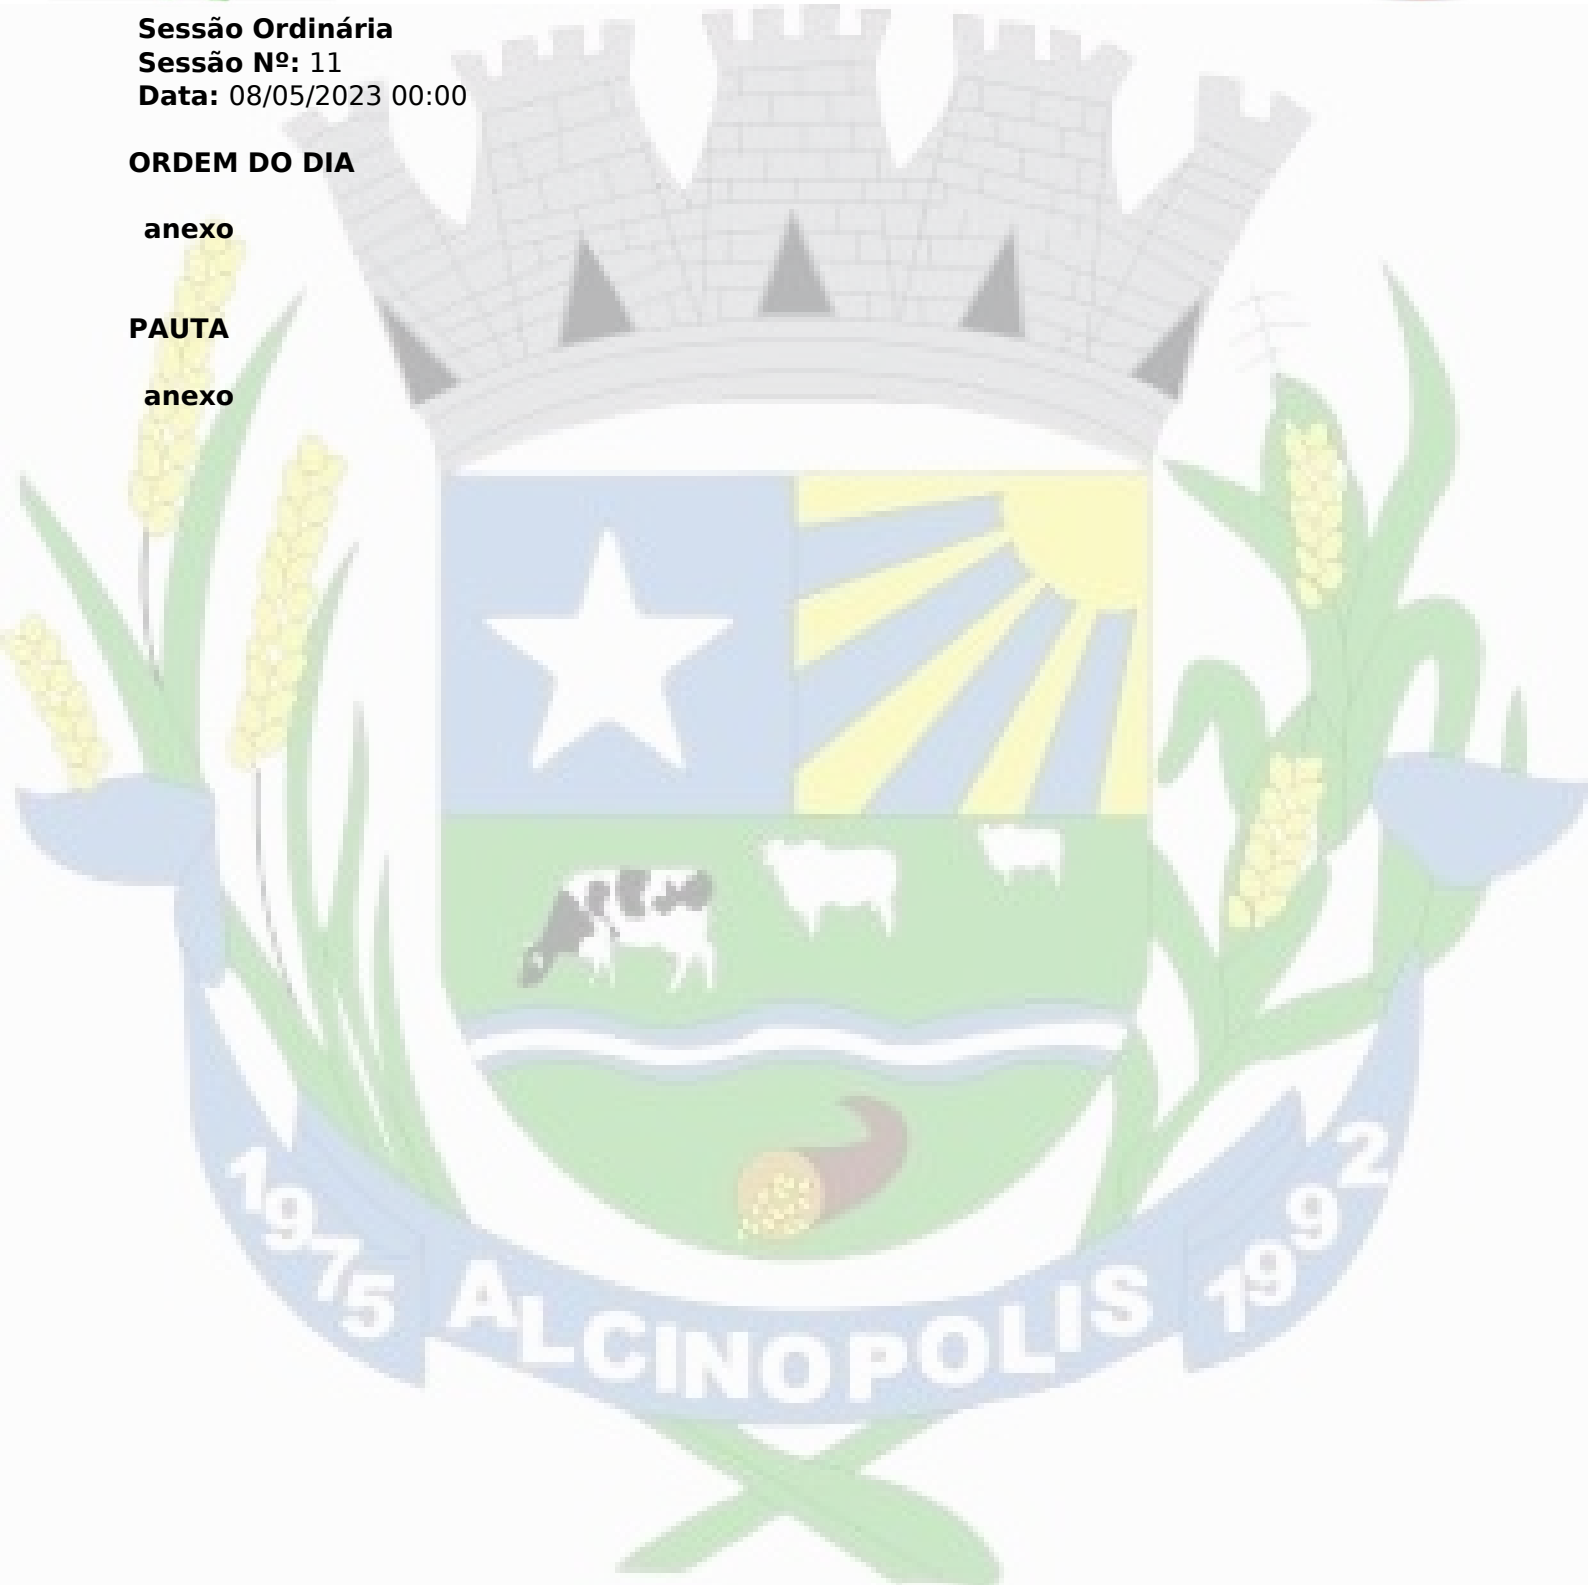 Sessão Ordinária
Sessão Nº: 11
Data: 08/05/2023 00:00
ORDEM DO DIA
anexo
PAUTA
anexo
1975 ALCINOPOLIS 1992